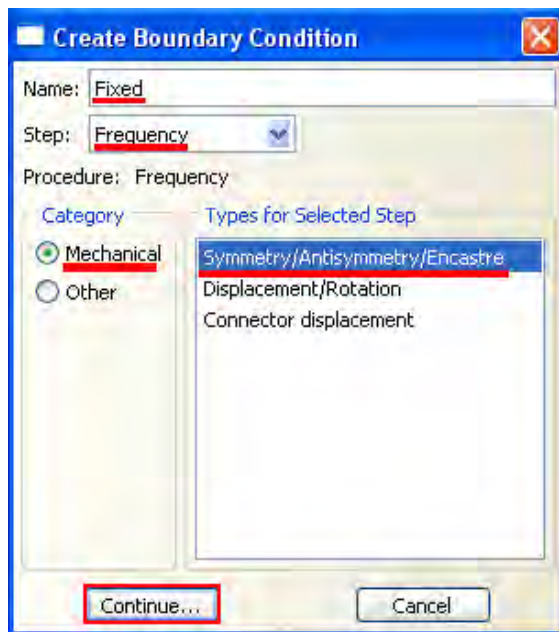 Create Boundary Condition
Name: Fixed
Step: Frequency
Procedure: Frequency
Category
Mechanical
Other
Types for Selected Step
Symmetry/Antisymmetry/Encastre
Displacement/Rotation
Connector displacement
Continue... Cancel